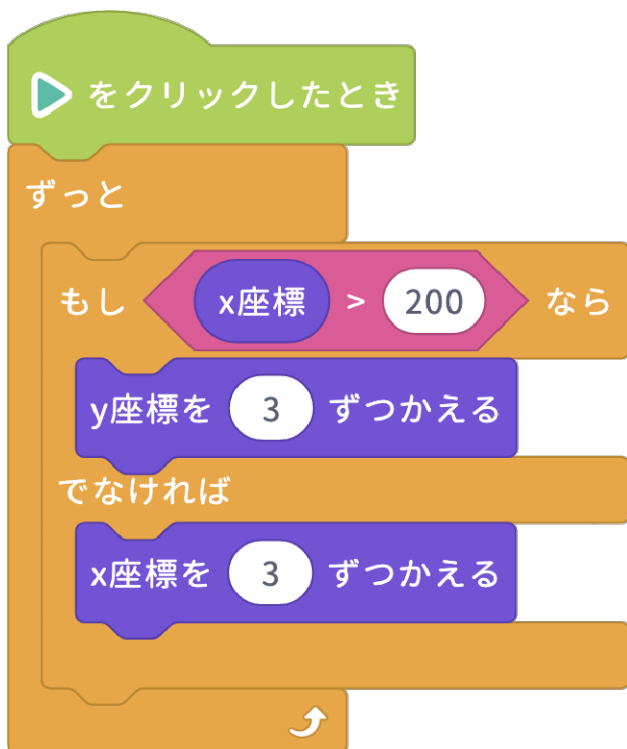 をクリックしたとき
ずっと
もし x座標 > 200 なら
y座標を 3 ずつかえる
でなければ
x座標を 3 ずつかえる